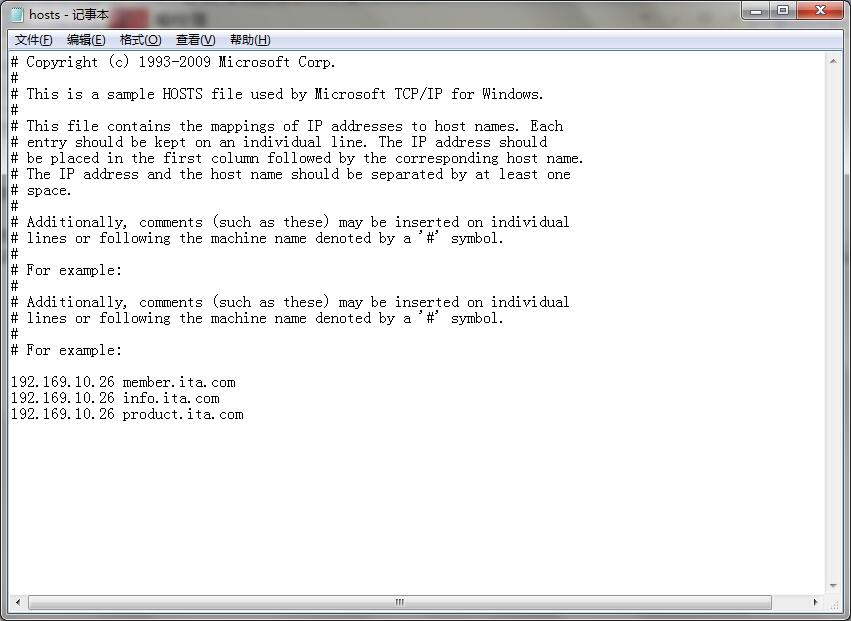 hosts - 记事本
文件(F) 编辑(E) 格式(O) 查看(V) 帮助(H)
# Copyright (c) 1993-2009 Microsoft Corp.
#
# This is a sample HOSTS file used by Microsoft TCP/IP for Windows.
#
# This file contains the mappings of IP addresses to host names. Each
# entry should be kept on an individual line. The IP address should
# be placed in the first column followed by the corresponding host name.
# The IP address and the host name should be separated by at least one
# space.
#
# Additionally, comments (such as these) may be inserted on individual
# lines or following the machine name denoted by a '#' symbol.
#
# For example:
#
# Additionally, comments (such as these) may be inserted on individual
# lines or following the machine name denoted by a '#' symbol.
#
# For example:

192.169.10.26 member.ita.com
192.169.10.26 info.ita.com
192.169.10.26 product.ita.com